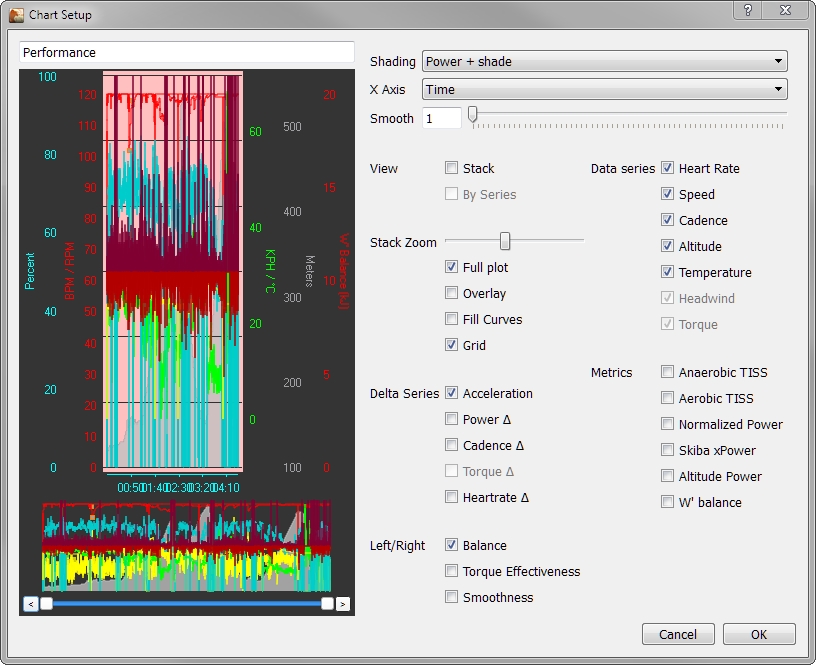 Chart Setup
?
Performance
Shading
Power + shade
X Axis
Time
Smooth
1
100
80
60
40
20
0
Percent
120
110
100
90
80
70
60
50
40
30
20
10
0
BPM / RPM
60
40
20
0
KPH / °C
500
400
300
200
100
Meters
20
15
10
5
0
W' Balance (kJ)
00:50
01:40
02:30
03:20
04:10
<
>
View
Stack
By Series
Stack Zoom
Full plot
Overlay
Fill Curves
Grid
Delta Series
Acceleration
Power Δ
Cadence Δ
Torque Δ
Heartrate Δ
Left/Right
Balance
Torque Effectiveness
Smoothness
Data series
Heart Rate
Speed
Cadence
Altitude
Temperature
Headwind
Torque
Metrics
Anaerobic TISS
Aerobic TISS
Normalized Power
Skiba xPower
Altitude Power
W' balance
Cancel
OK